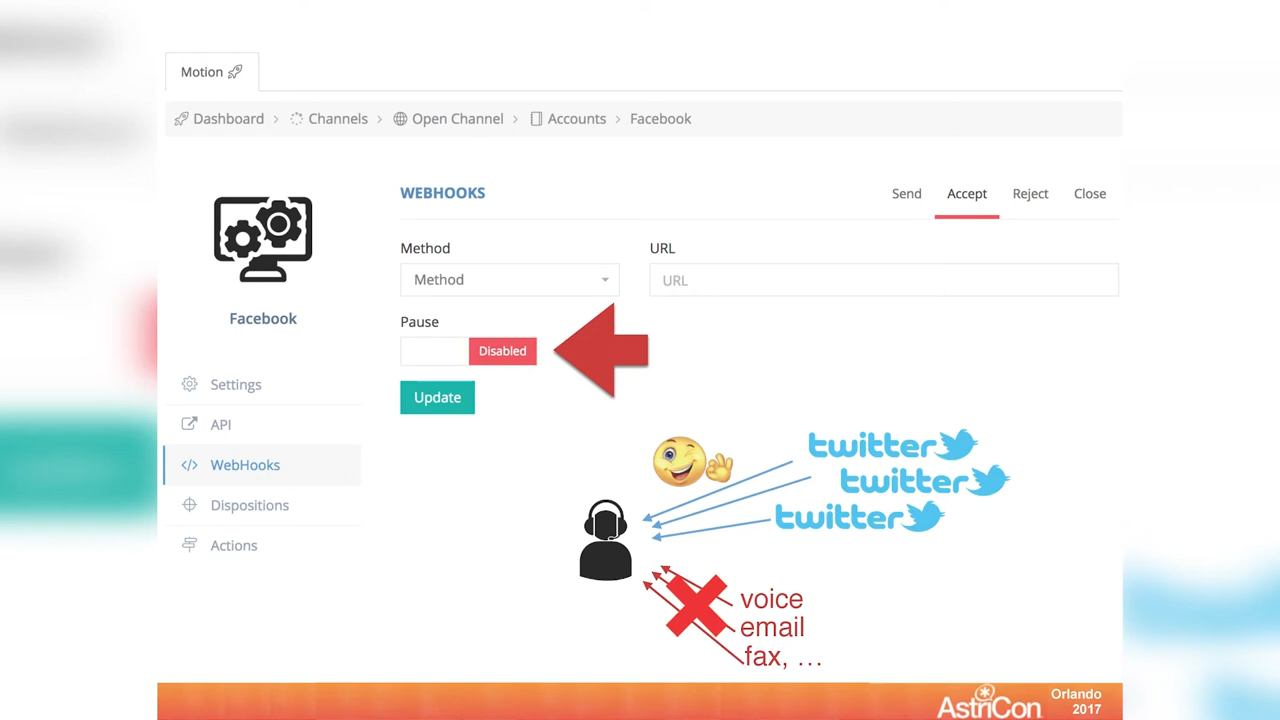 Motion
Dashboard > Channels > Open Channel > Accounts > Facebook
WEBHOOKS
Send Accept Reject Close
Method URL
Method URL
Facebook
Pause
Disabled
Update
Settings
API
</> WebHooks
Dispositions
Actions
twitter
twitter
twitter
voice
email
fax, …
AstriCon Orlando
2017